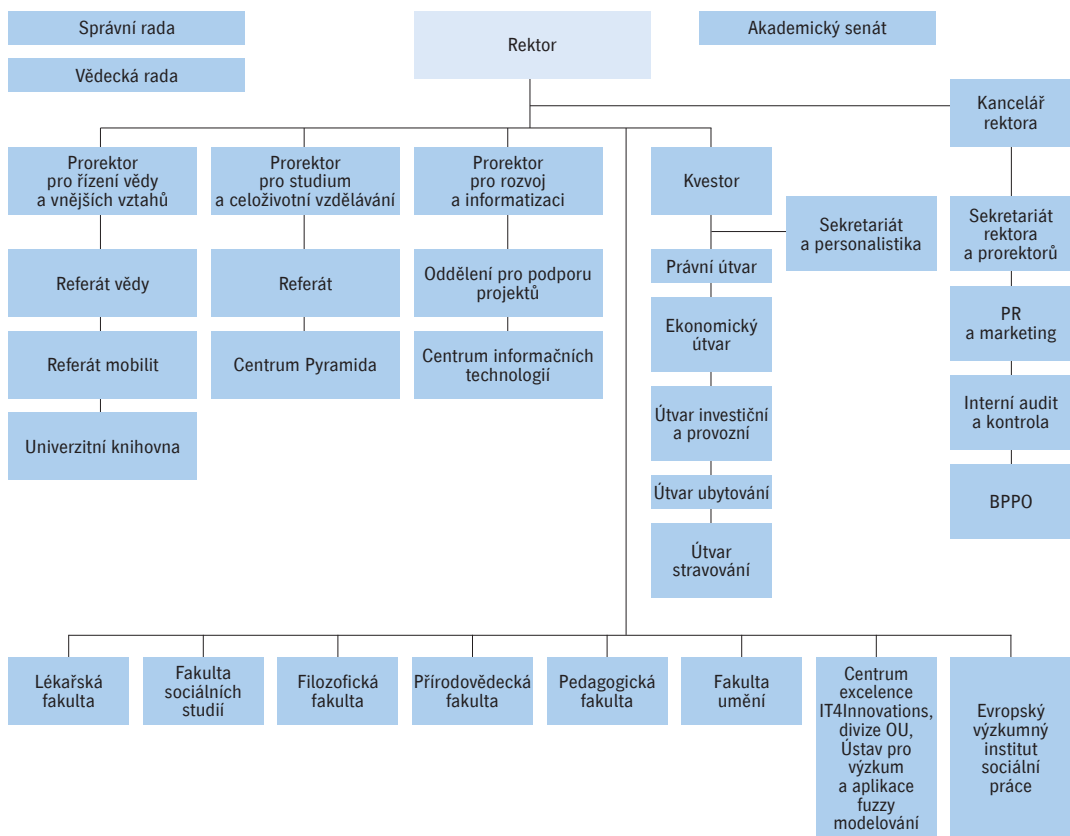 Správní rada
Vědecká rada
Rektor
Akademický senát
Kancelář
rektora
Prorektor
pro řízení vědy
a vnějších vztahů
Prorektor
pro studium
a celoživotní vzdělávání
Prorektor
pro rozvoj
a informatizaci
Kvestor
Sekretariát
a personalistika
Sekretariát
rektora
a prorektorů
Referát vědy
Referát
Oddělení pro podporu
projektů
Právní útvar
Ekonomický
útvar
PR
a marketing
Referát mobilit
Centrum Pyramida
Centrum informačních
technologií
Útvar investiční
a provozní
Interní audit
a kontrola
Univerzitní knihovna
Útvar ubytování
BPPO
Útvar
stravování
Lékařská
fakulta
Fakulta
sociálních
studií
Filozofická
fakulta
Přírodovědecká
fakulta
Pedagogická
fakulta
Fakulta
umění
Centrum
excelence
IT4Innovations,
divize OU,
Ústav pro
výzkum
a aplikace
fuzzy
modelování
Evropský
výzkumný
institut
sociální
práce